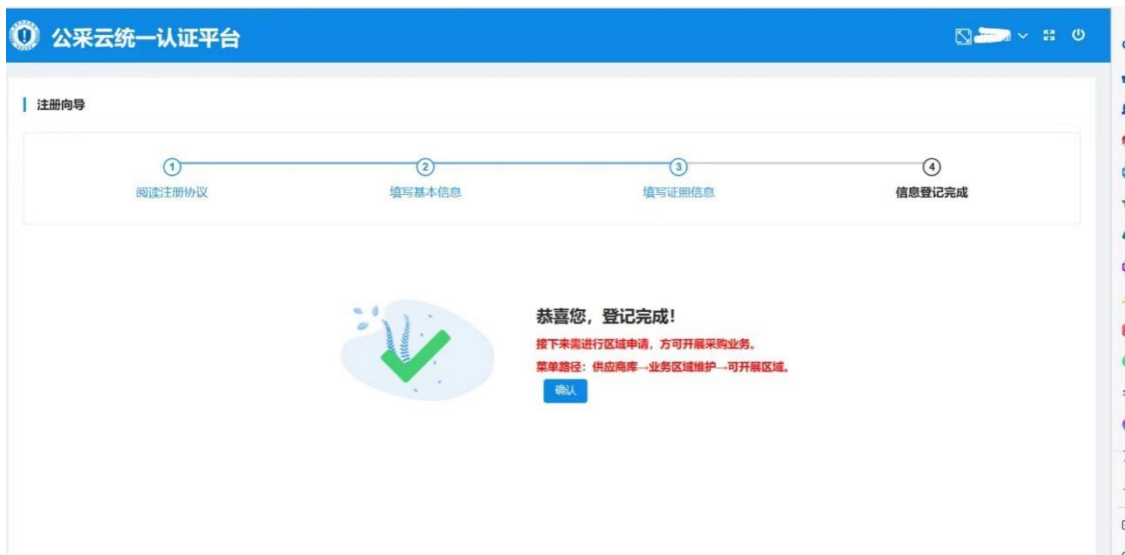 公采云统一认证平台
注册向导
1
2
3
4
阅读注册协议
填写基本信息
填写证照信息
信息登记完成
恭喜您，登记完成！
接下来需进行区域申请，方可开展采购业务。
菜单路径：供应商库→业务区域维护→可开展区域。
确认